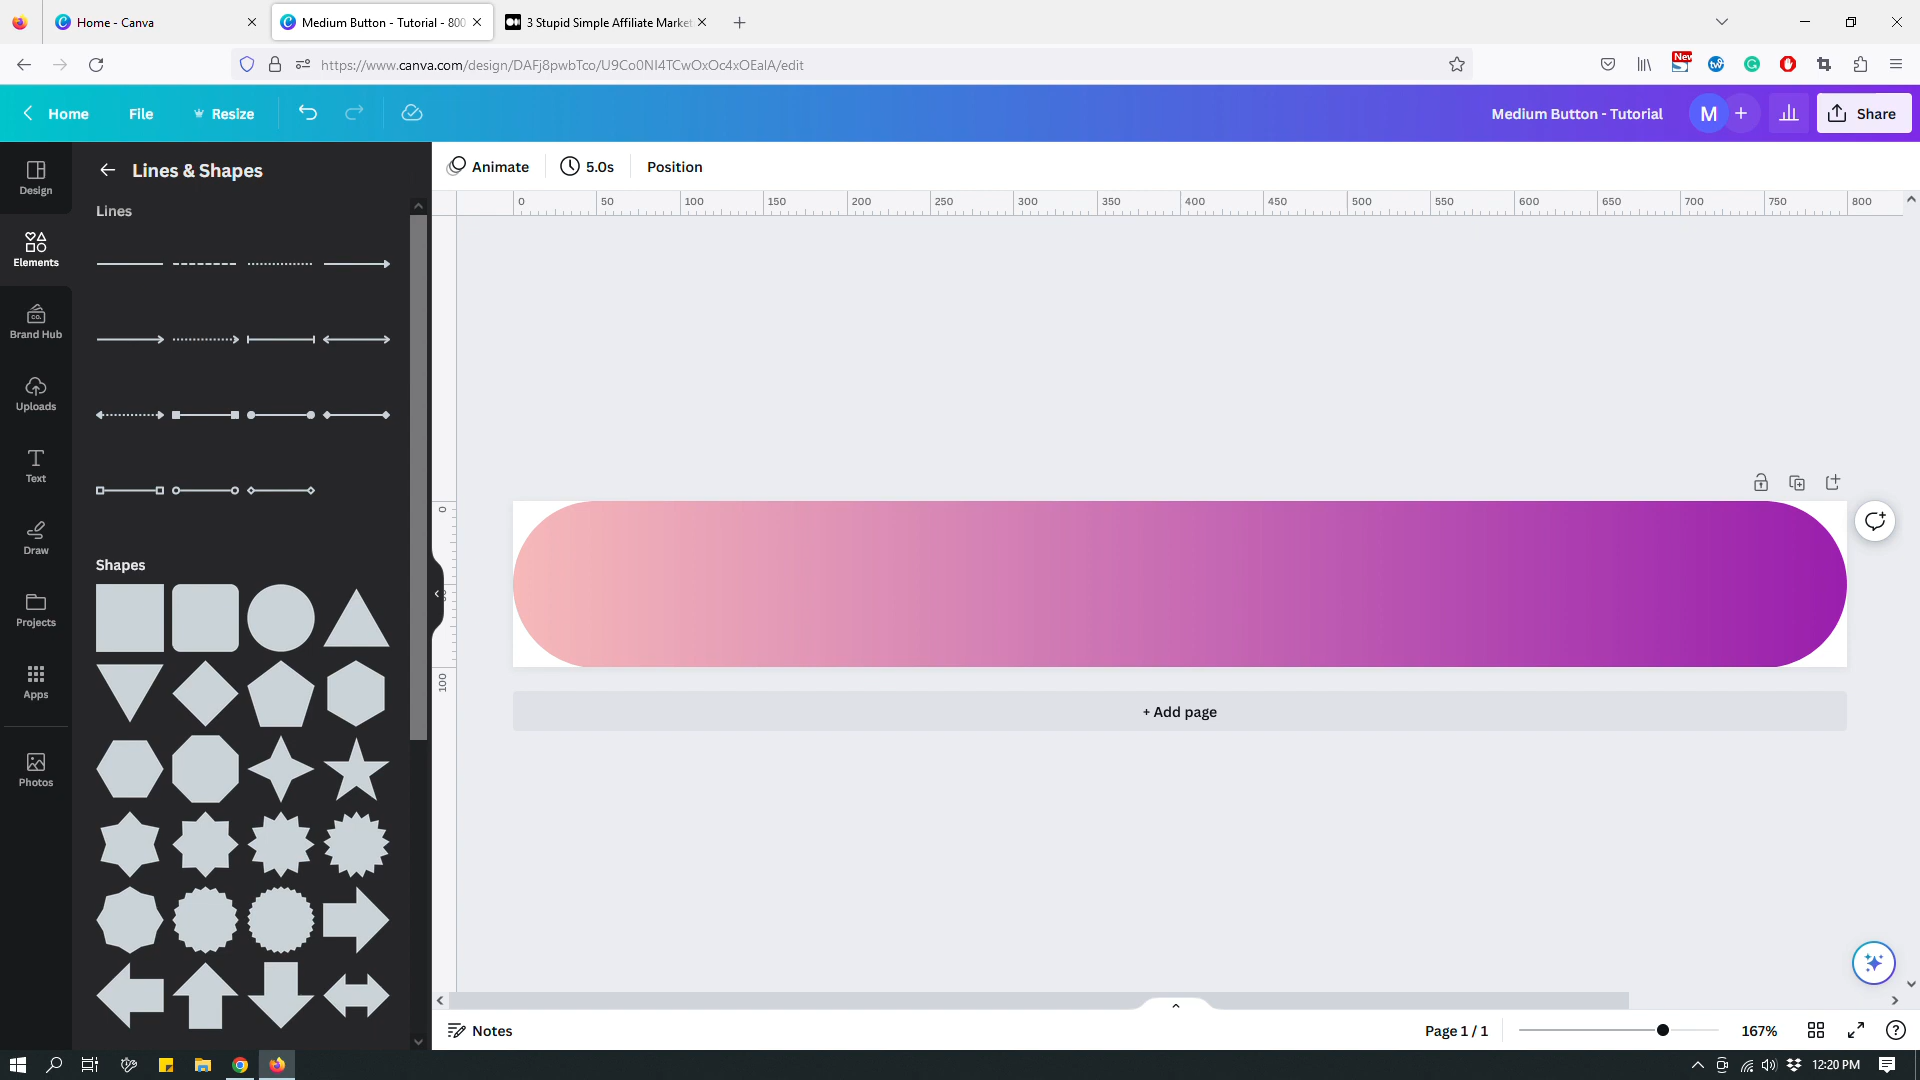 Home - Canva
Medium Button - Tutorial - 800
3 Stupid Simple Affiliate Market
https://www.canva.com/design/DAFj8pwbTco/U9Co0NI4TCwOxOc4xOEaIA/edit
New
Home
File
Resize
Medium Button - Tutorial
M
Share
Design
Elements
Brand Hub
CO.
Uploads
Text
Draw
Projects
Apps
Photos
Lines & Shapes
Lines
Shapes
Animate
5.0s
Position
0 50 100 150 200 250 300 350 400 450 500 550 600 650 700 750 800
0
100
+ Add page
Notes
Page 1 / 1
167%
12:20 PM